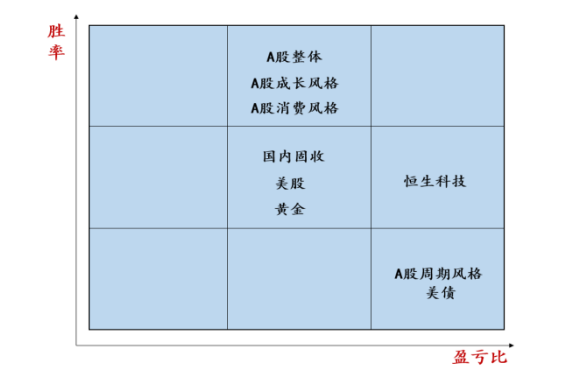 胜
率
A股整体
A股成长风格
A股消费风格
国内固收
美股
黄金
恒生科技
A股周期风格
美债
盈亏比